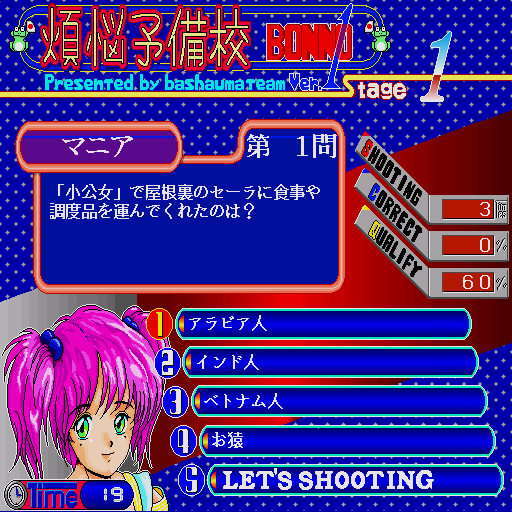 煩悩予備校 BONNO
Presented.by bashauma.team Ver.1
Stage 1
マニア
第 1問
「小公女」で屋根裏のセーラに食事や
調度品を運んでくれたのは？
SHOOTING
3
CORRECT
0%
QUALIFY
60%
1 アラビア人
2 インド人
3 ベトナム人
4 お猿
5 LET'S SHOOTING
Time 19